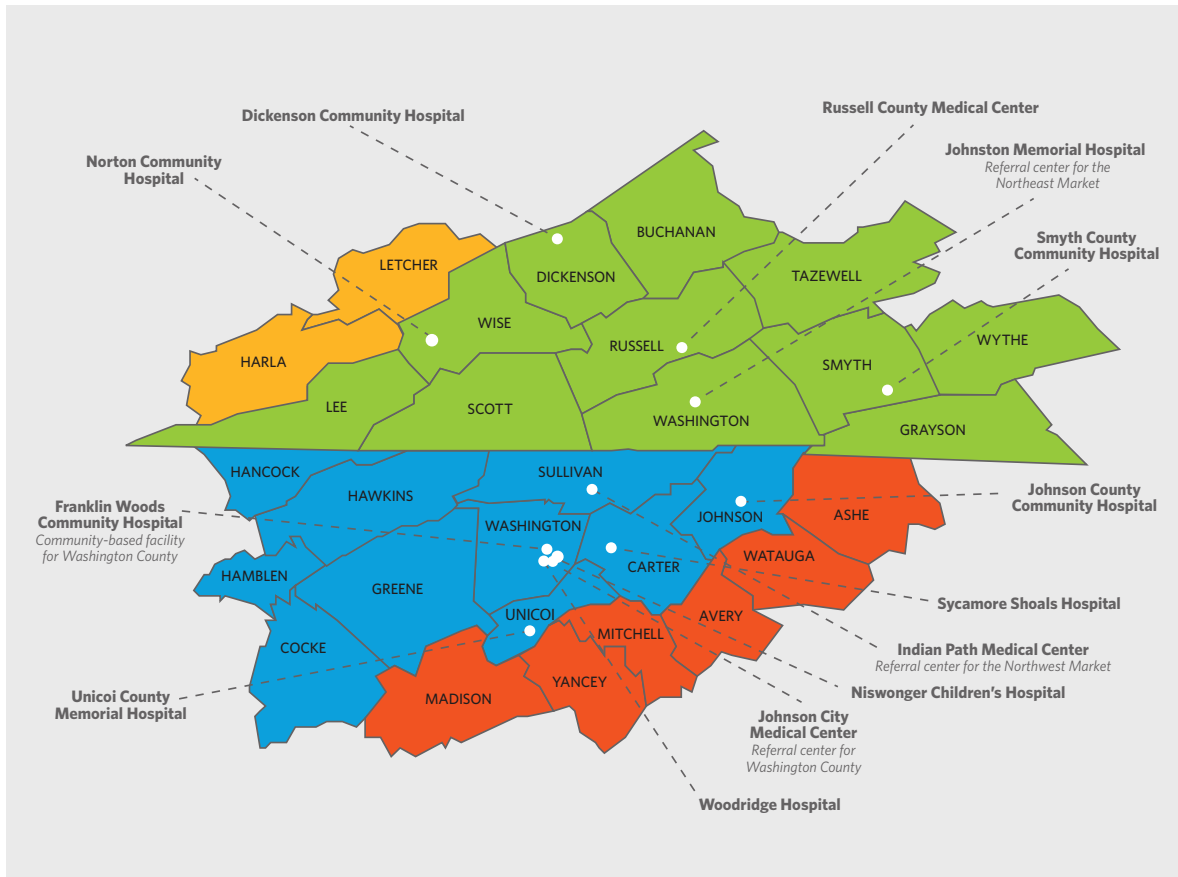 Dickenson Community Hospital
Russell County Medical Center
Norton Community
Hospital
Johnston Memorial Hospital
Referral center for the
Northeast Market
Smyth County
Community Hospital
BUCHANAN
LETCHER
DICKENSON
TAZEWELL
WISE
RUSSELL
WYTHE
HARLA
SMYTH
LEE
SCOTT
WASHINGTON
GRAYSON
HANCOCK
SULLIVAN
HAWKINS
Franklin Woods
Community Hospital
Community-based facility
for Washington County
WASHINGTON
JOHNSON
ASHE
Johnson County
Community Hospital
HAMBLEN
GREENE
CARTER
WATAUGA
Sycamore Shoals Hospital
UNICOI
AVERY
COCKE
MITCHELL
Indian Path Medical Center
Referral center for the Northwest Market
Unicoi County
Memorial Hospital
MADISON
YANCEY
Niswonger Children’s Hospital
Johnson City
Medical Center
Referral center for
Washington County
Woodridge Hospital